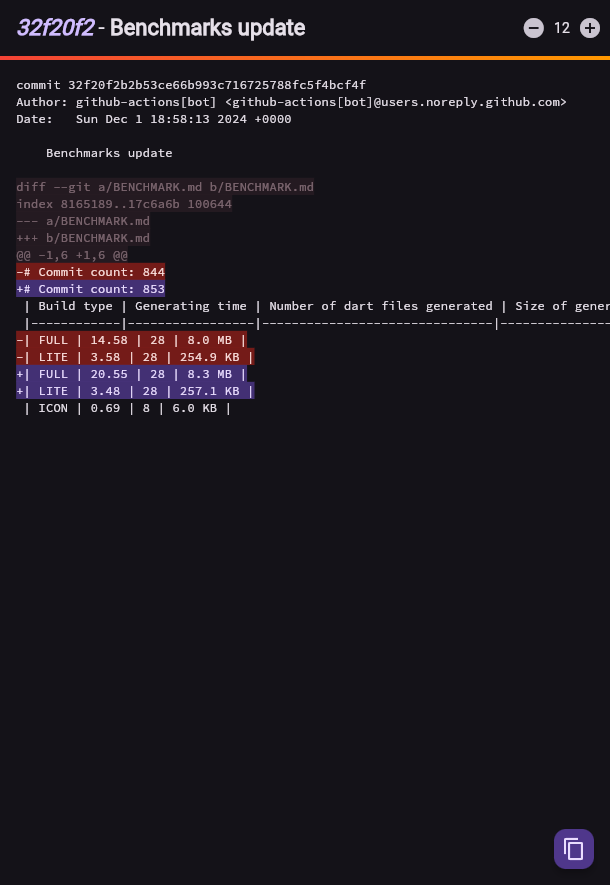 32f20f2 - Benchmarks update
12
commit 32f20f2b2b53ce66b993c716725788fc5f4bcf4f
Author: github-actions[bot] <github-actions[bot]@users.noreply.github.com>
Date:   Sun Dec 1 18:58:13 2024 +0000
Benchmarks update
diff --git a/BENCHMARK.md b/BENCHMARK.md
index 8165189..17c6a6b 100644
--- a/BENCHMARK.md
+++ b/BENCHMARK.md
@@ -1,6 +1,6 @@
-# Commit count: 844
+# Commit count: 853
| Build type | Generating time | Number of dart files generated | Size of gener
|------------|-----------------|-------------------------------|---------------
-| FULL | 14.58 | 28 | 8.0 MB |
-| LITE | 3.58 | 28 | 254.9 KB |
+| FULL | 20.55 | 28 | 8.3 MB |
+| LITE | 3.48 | 28 | 257.1 KB |
| ICON | 0.69 | 8 | 6.0 KB |